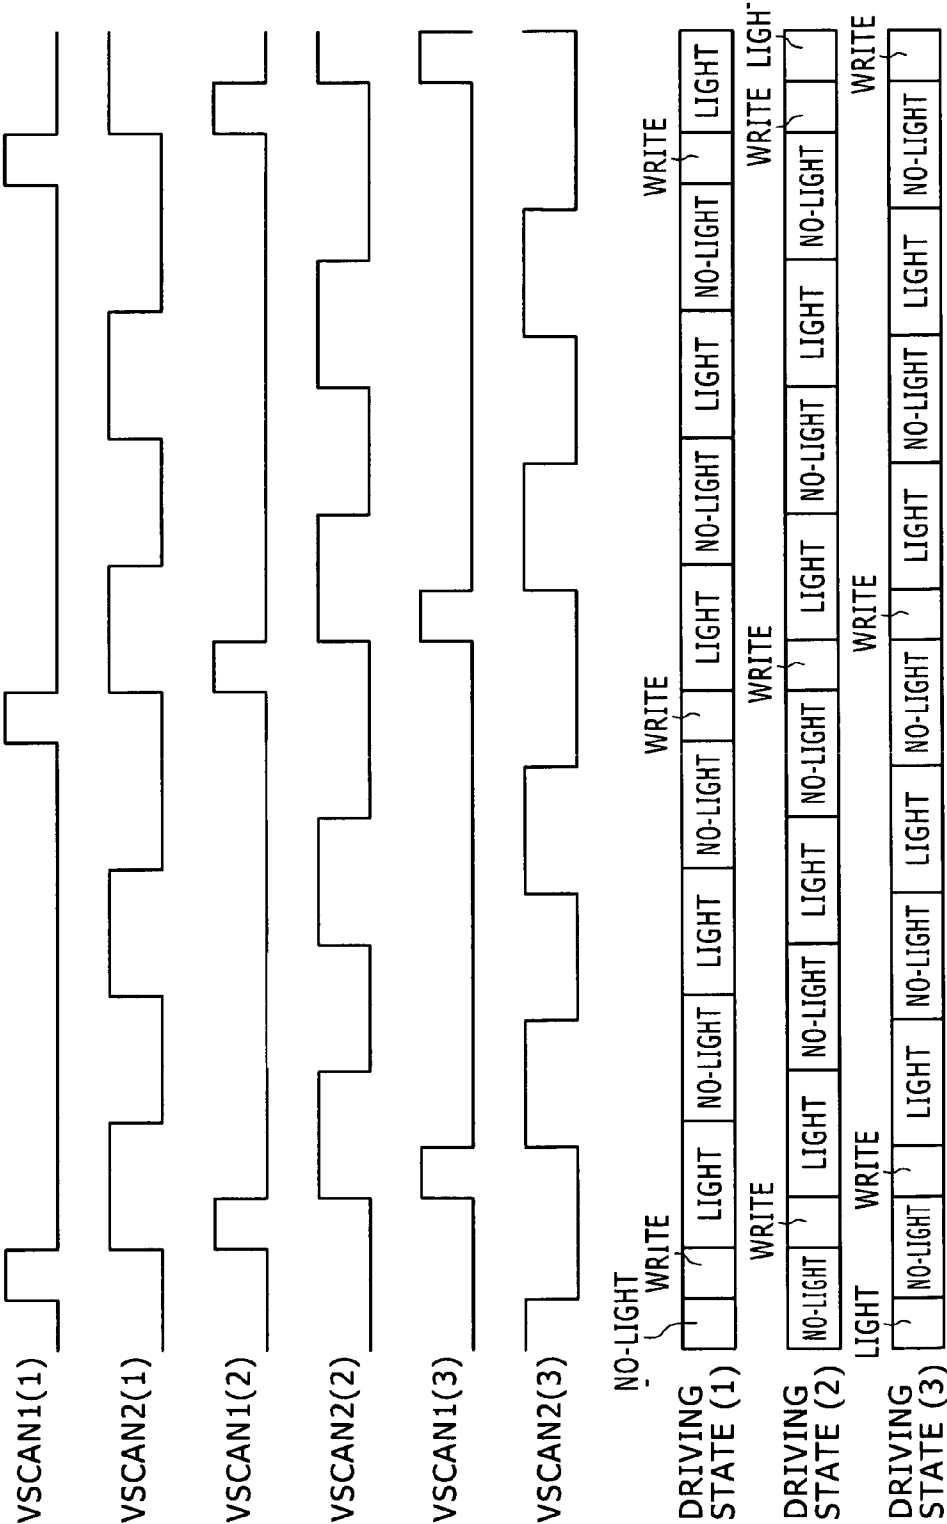 VSCAN1(1)
VSCAN2(1)
VSCAN1(2)
VSCAN2(2)
VSCAN1(3)
VSCAN2(3)
NO-LIGHT
WRITE WRITE WRITE
DRIVING
STATE (1)
LIGHT NO-LIGHT LIGHT NO-LIGHT LIGHT NO-LIGHT LIGHT NO-LIGHT LIGHT
WRITE WRITE WRITE LIGHT
DRIVING
STATE (2)
NO-LIGHT LIGHT NO-LIGHT LIGHT NO-LIGHT LIGHT NO-LIGHT LIGHT NO-LIGHT
LIGHT WRITE WRITE WRITE
DRIVING
STATE (3)
NO-LIGHT LIGHT NO-LIGHT LIGHT NO-LIGHT LIGHT NO-LIGHT LIGHT NO-LIGHT